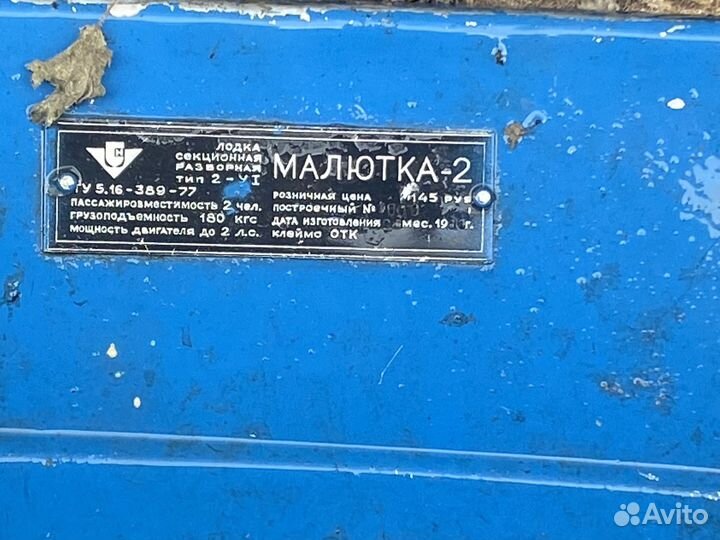 ЛОДКА
СЕКЦИОННАЯ
РАЗБОРНАЯ
ТИП 2-VI
МАЛЮТКА-2
ТУ 5.16-389-77
ПАССАЖИРОВМЕСТИМОСТЬ 2 ЧЕЛ.
ГРУЗОПОДЪЕМНОСТЬ 180 КГС
МОЩНОСТЬ ДВИГАТЕЛЯ ДО 2 Л.С.
РОЗНИЧНАЯ ЦЕНА 145 РУБ
ПОСТРОЕЧНЫЙ №
ДАТА ИЗГОТОВЛЕНИЯ МЕС. 19 г.
КЛЕЙМО ОТК
Avito